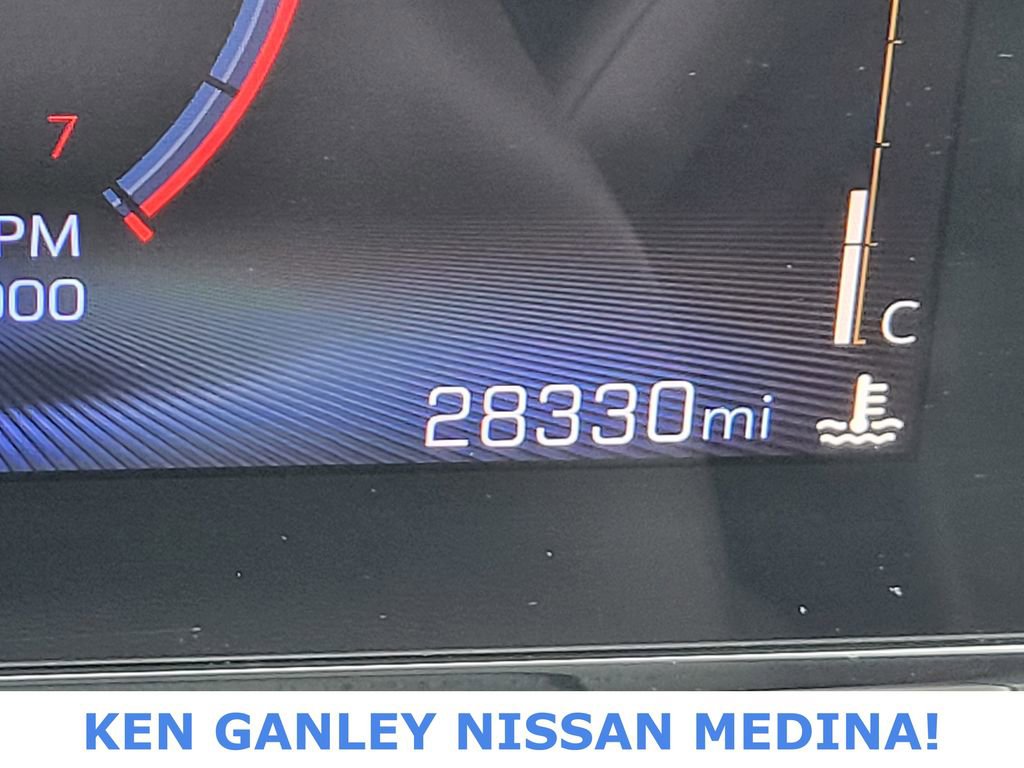 7
PM
000
C
28330mi
KEN GANLEY NISSAN MEDINA!